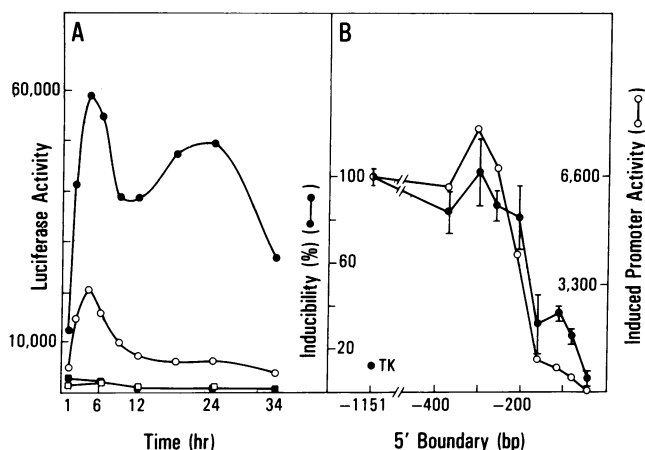 A
B
60,000
10,000
Luciferase Activity
1 6 12 24 34
Time (hr)
Inducibility (%) (●—●)
100
60
20
TK
−1151 −400 −200
5′ Boundary (bp)
6,600
3,300
Induced Promoter Activity (○—○)